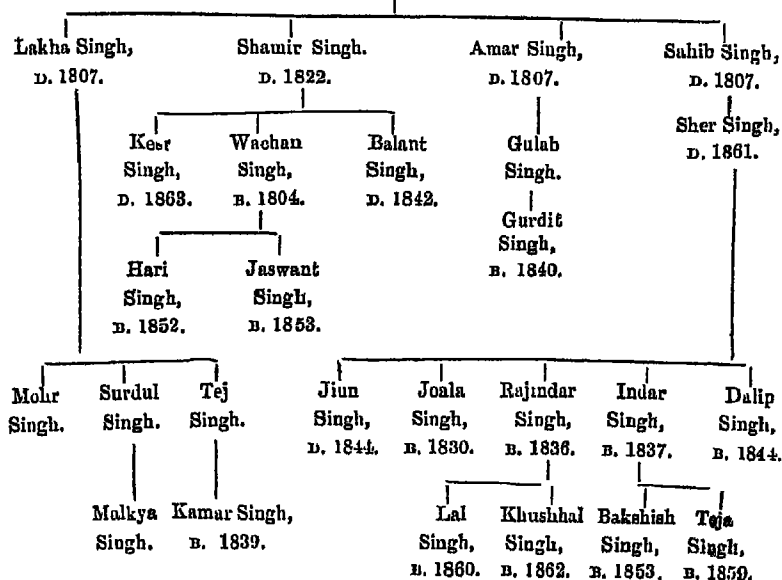 Lakha Singh, Shamir Singh. Amar Singh, Sahib Singh,
D. 1807. D. 1822. D. 1807. D. 1807.
Sher Singh,
D. 1861.
Kesr Wachan Balant Gulab
Singh, Singh, Singh, Singh.
D. 1863. B. 1804. D. 1842.
Gurdit
Singh,
B. 1840.
Hari Jaswant
Singh, Singh,
B. 1852. B. 1853.
Mohr Surdul Tej Jiun Joala Rajindar Indar Dalip
Singh. Singh. Singh. Singh, Singh, Singh, Singh, Singh,
D. 1844. B. 1830. B. 1836. B. 1837. B. 1844.
Malkya Kamar Singh, Lal Khushhal Bakshish Teja
Singh. B. 1839. Singh, Singh, Singh, Singh,
B. 1860. B. 1862. B. 1853. B. 1859.